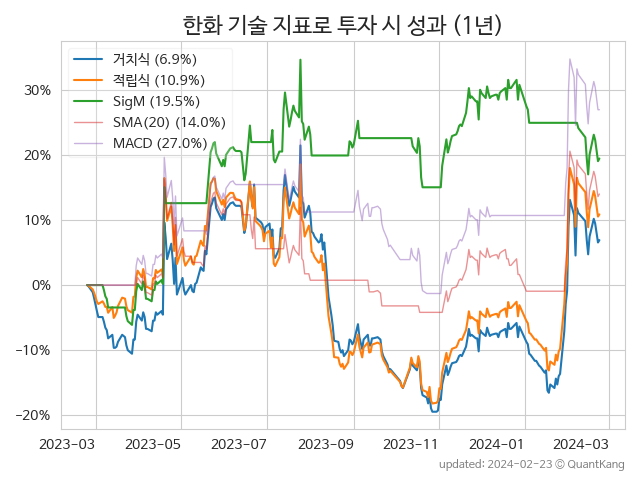 한화 기술 지표로 투자 시 성과 (1년)
거치식 (6.9%)
적립식 (10.9%)
SigM (19.5%)
SMA(20) (14.0%)
MACD (27.0%)
30%
20%
10%
0%
−10%
−20%
2023-03 2023-05 2023-07 2023-09 2023-11 2024-01 2024-03
updated: 2024-02-23 © QuantKang